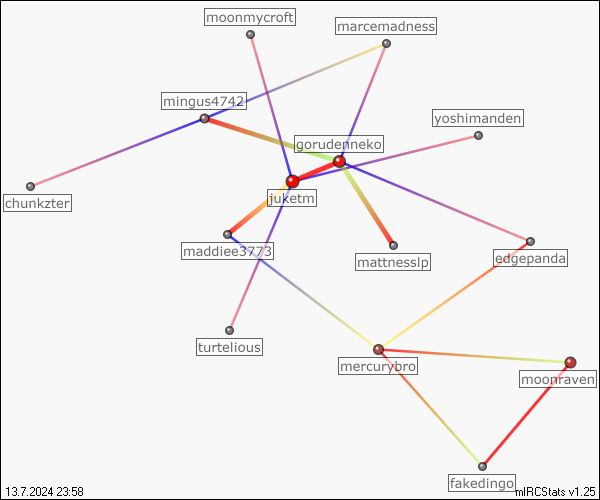 moonmycroft
marcemadness
mingus4742
yoshimanden
gorudenneko
chunkzter
juketm
maddiee3773
mattnesslp
edgepanda
turtelious
mercurybro
moonraven
fakedingo
13.7.2024 23:58
mIRCStats v1.25